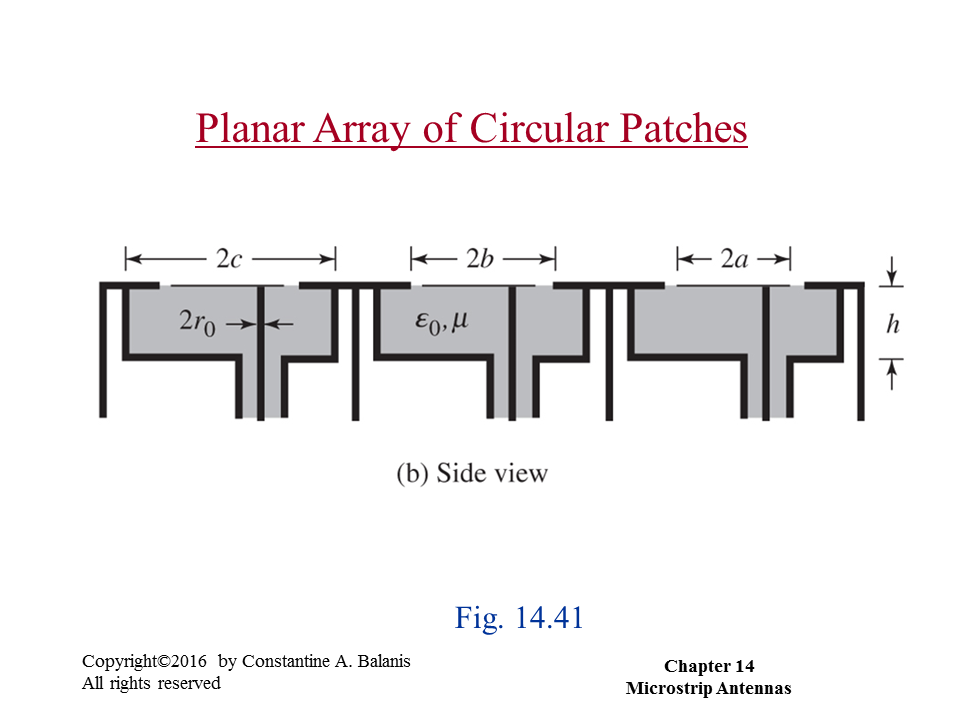 Planar Array of Circular Patches
2c
2b
2a
2r₀
ε₀, μ
h
(b) Side view
Fig. 14.41
Copyright©2016 by Constantine A. Balanis
All rights reserved
Chapter 14
Microstrip Antennas